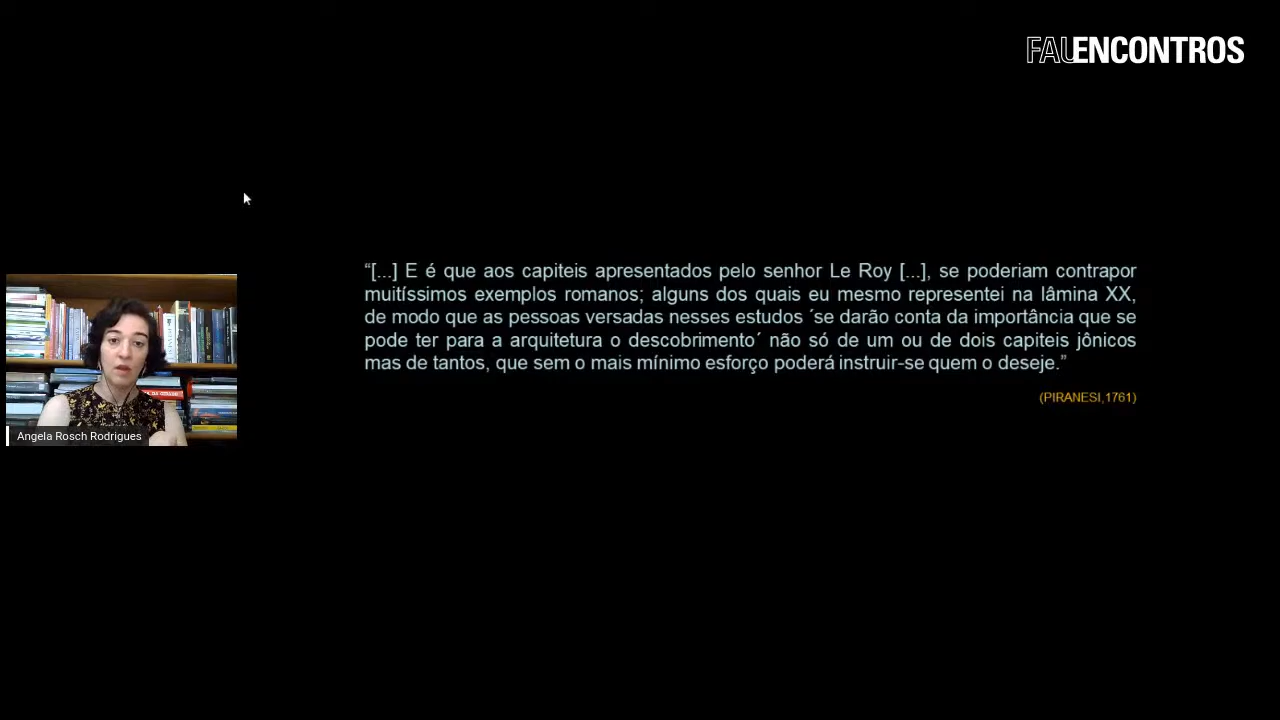 FAUENCONTROS
“[...] E é que aos capiteis apresentados pelo senhor Le Roy [...], se poderiam contrapor
muitíssimos exemplos romanos; alguns dos quais eu mesmo representei na lâmina XX,
de modo que as pessoas versadas nesses estudos ´se darão conta da importância que se
pode ter para a arquitetura o descobrimento´ não só de um ou de dois capiteis jônicos
mas de tantos, que sem o mais mínimo esforço poderá instruir-se quem o deseje.”
(PIRANESI,1761)
DA CIDADE
Angela Rosch Rodrigues